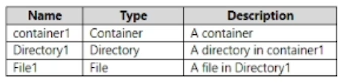 Name Type Description
container1 Container A container
Directory1 Directory A directory in container1
File1 File A file in Directory1